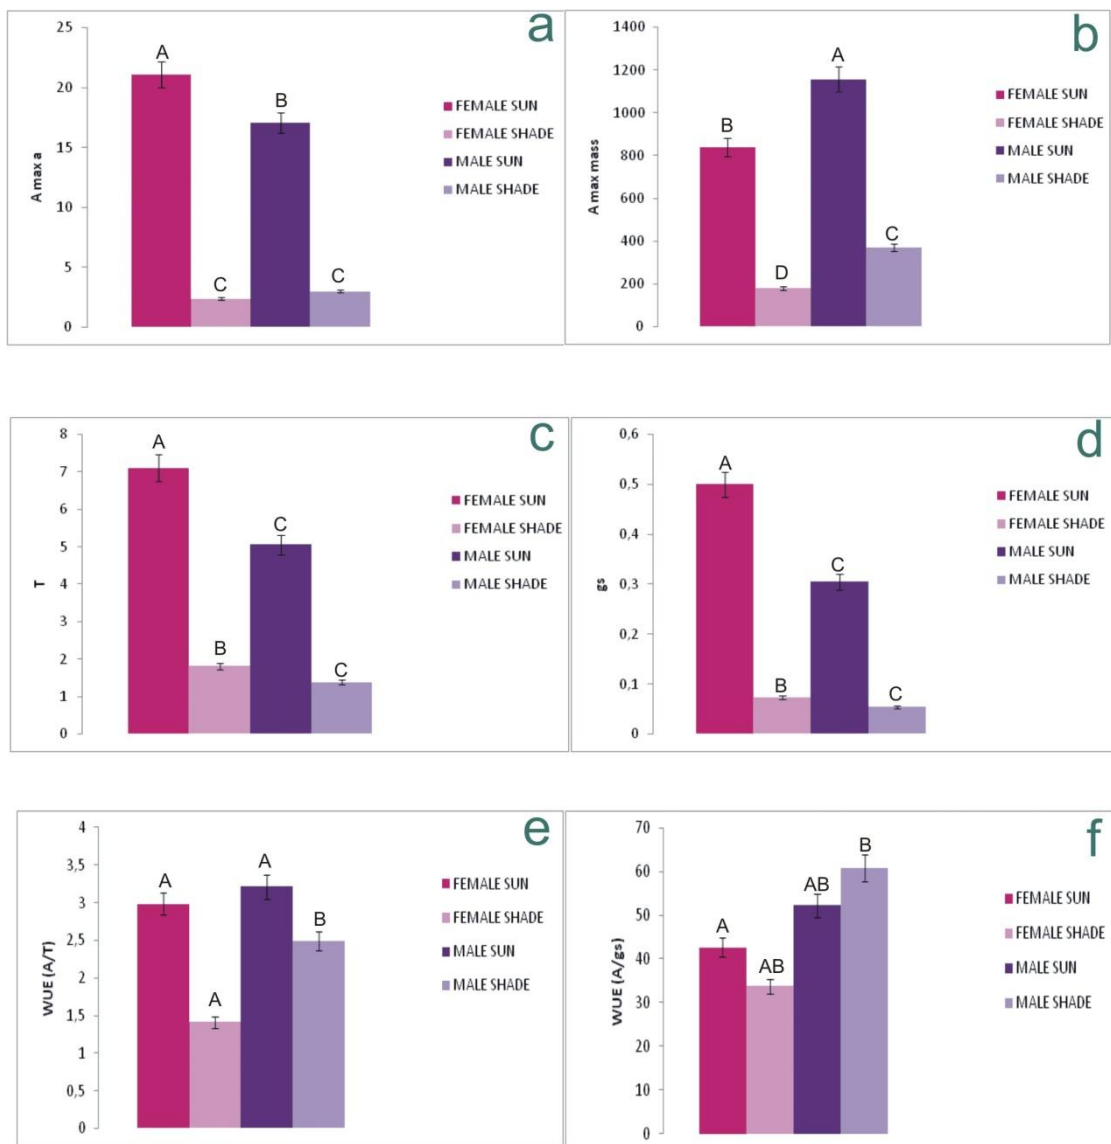 a
25
20
15
10
5
0
A max a
A
C
B
C
FEMALE SUN
FEMALE SHADE
MALE SUN
MALE SHADE
b
1400
1200
1000
800
600
400
200
0
A max mass
B
D
A
C
FEMALE SUN
FEMALE SHADE
MALE SUN
MALE SHADE
c
8
7
6
5
4
3
2
1
0
T
A
B
C
C
FEMALE SUN
FEMALE SHADE
MALE SUN
MALE SHADE
d
0,6
0,5
0,4
0,3
0,2
0,1
0
gs
A
B
C
C
FEMALE SUN
FEMALE SHADE
MALE SUN
MALE SHADE
e
4
3,5
3
2,5
2
1,5
1
0,5
0
WUE (A/T)
A
A
A
B
FEMALE SUN
FEMALE SHADE
MALE SUN
MALE SHADE
f
70
60
50
40
30
20
10
0
WUE (A/gs)
A
AB
AB
B
FEMALE SUN
FEMALE SHADE
MALE SUN
MALE SHADE